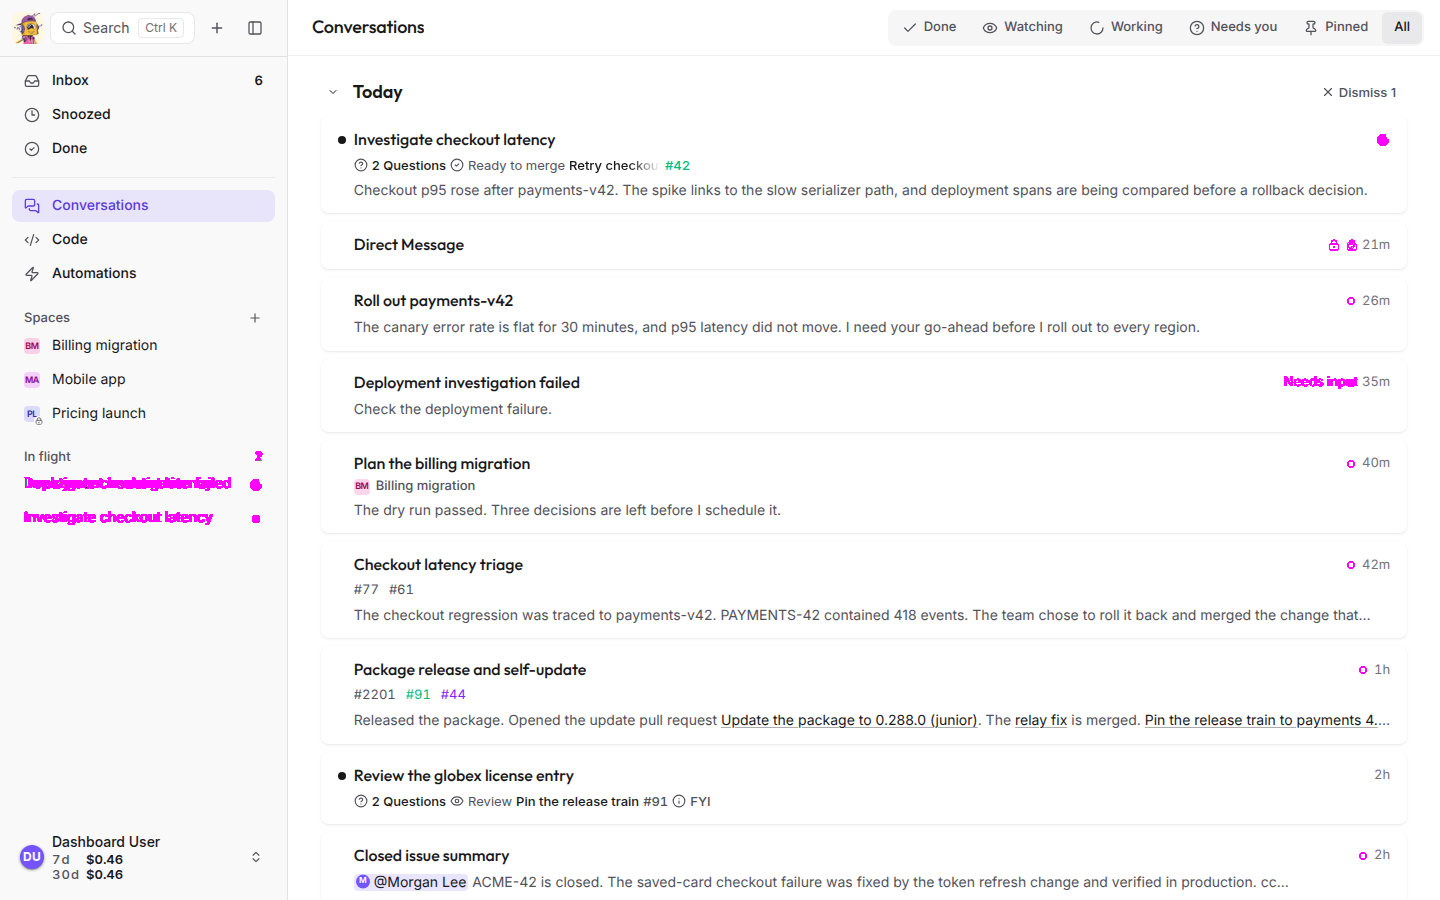 Search Ctrl K
Inbox 6
Snoozed
Done
Conversations
Code
Automations
Spaces
BM Billing migration
MA Mobile app
PL Pricing launch
In flight 2
Investigate checkout latency
DU Dashboard User
7d $0.46
30d $0.46
Conversations
Done Watching Working Needs you Pinned All
Today Dismiss 1
Investigate checkout latency
2 Questions Ready to merge Retry checkou #42
Checkout p95 rose after payments-v42. The spike links to the slow serializer path, and deployment spans are being compared before a rollback decision.
Direct Message 21m
Roll out payments-v42 26m
The canary error rate is flat for 30 minutes, and p95 latency did not move. I need your go-ahead before I roll out to every region.
Deployment investigation failed Needs input 35m
Check the deployment failure.
Plan the billing migration 40m
BM Billing migration
The dry run passed. Three decisions are left before I schedule it.
Checkout latency triage 42m
#77 #61
The checkout regression was traced to payments-v42. PAYMENTS-42 contained 418 events. The team chose to roll it back and merged the change that...
Package release and self-update 1h
#2201 #91 #44
Released the package. Opened the update pull request Update the package to 0.288.0 (junior). The relay fix is merged. Pin the release train to payments 4....
Review the globex license entry 2h
2 Questions Review Pin the release train #91 FYI
Closed issue summary 2h
M @Morgan Lee ACME-42 is closed. The saved-card checkout failure was fixed by the token refresh change and verified in production. cc...